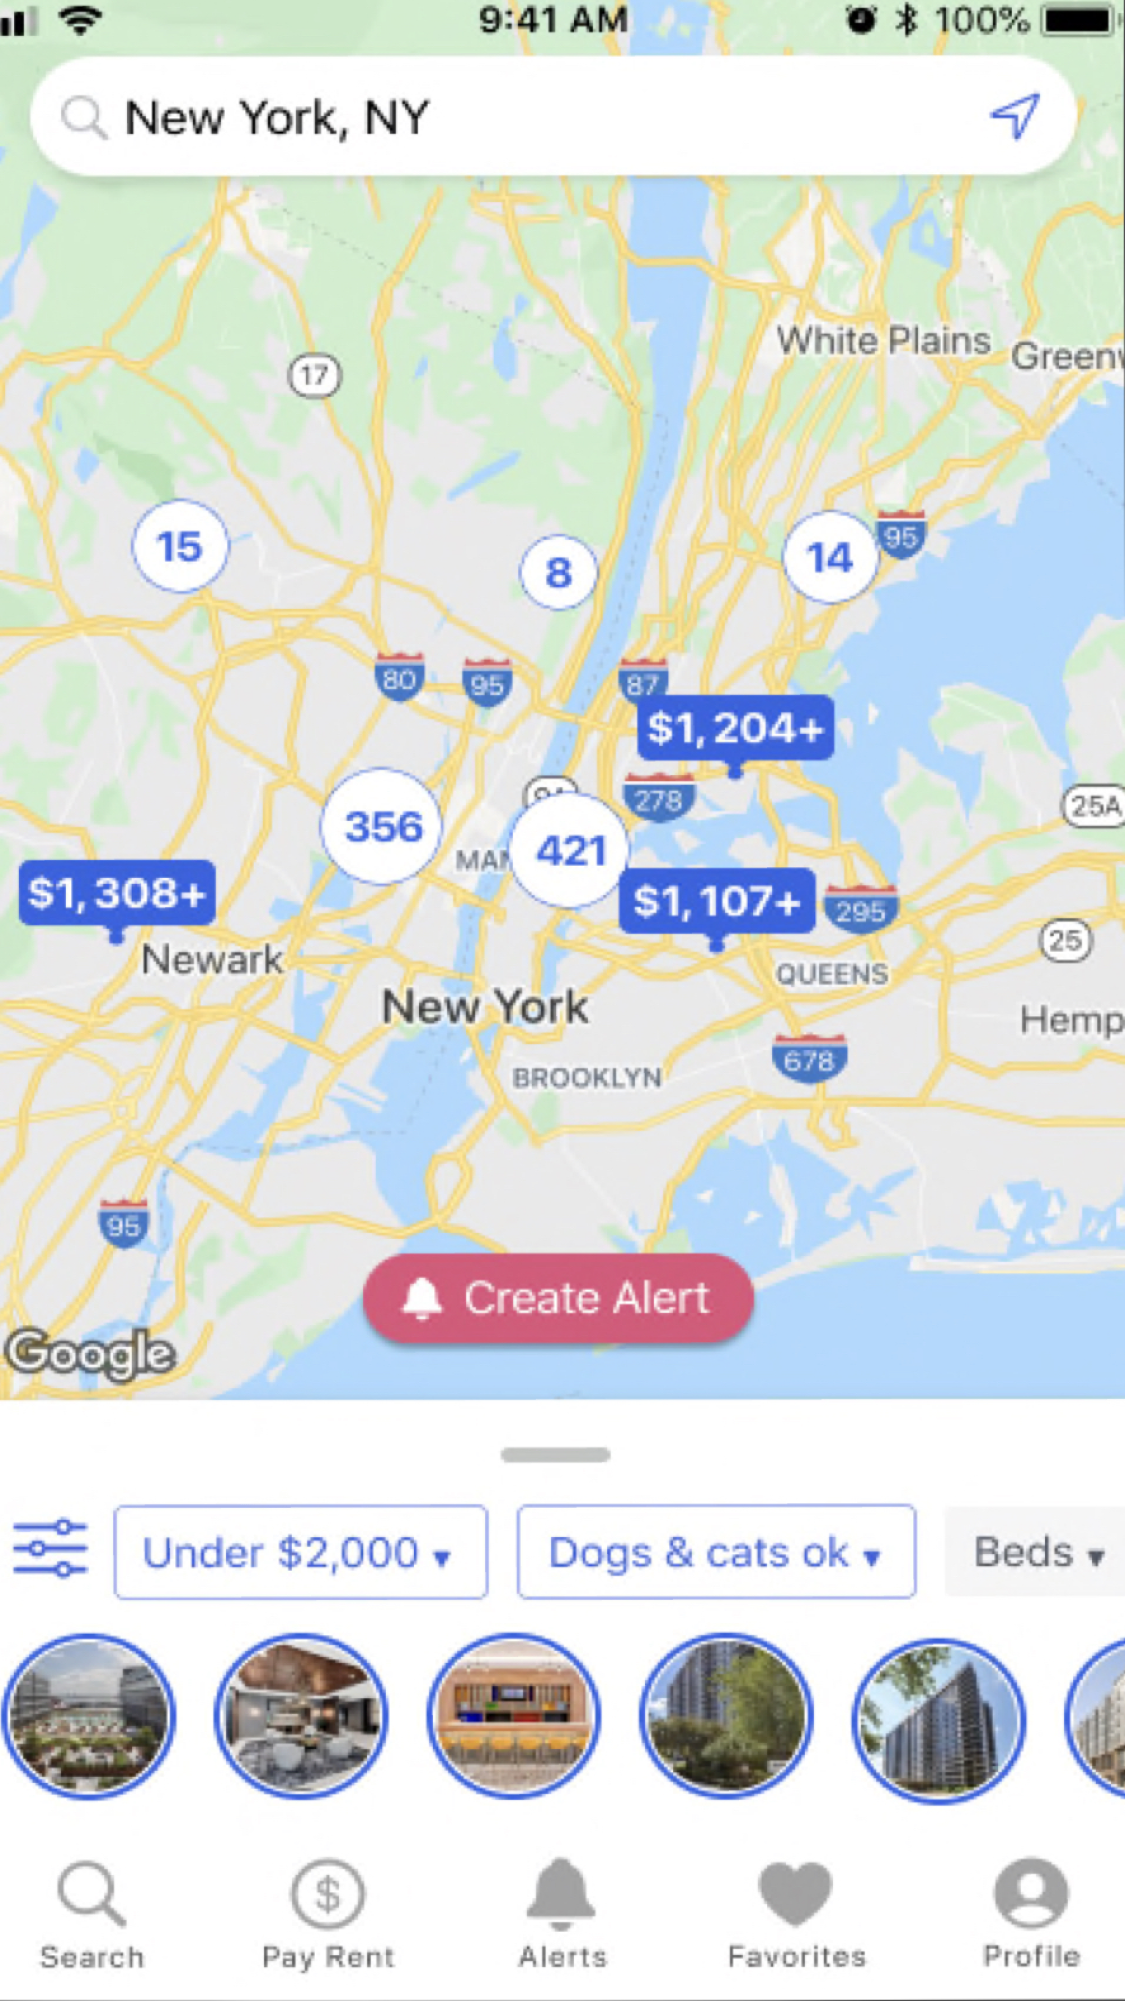 9:41 AM
100%
New York, NY
White Plains
Green
17
15
8
14
95
80
95
87
$1,204+
278
25A
356
421
MAN
$1,308+
$1,107+
295
25
Newark
QUEENS
New York
Hemp
678
BROOKLYN
95
Create Alert
Google
Under $2,000 ▾
Dogs & cats ok ▾
Beds ▾
Search
Pay Rent
Alerts
Favorites
Profile